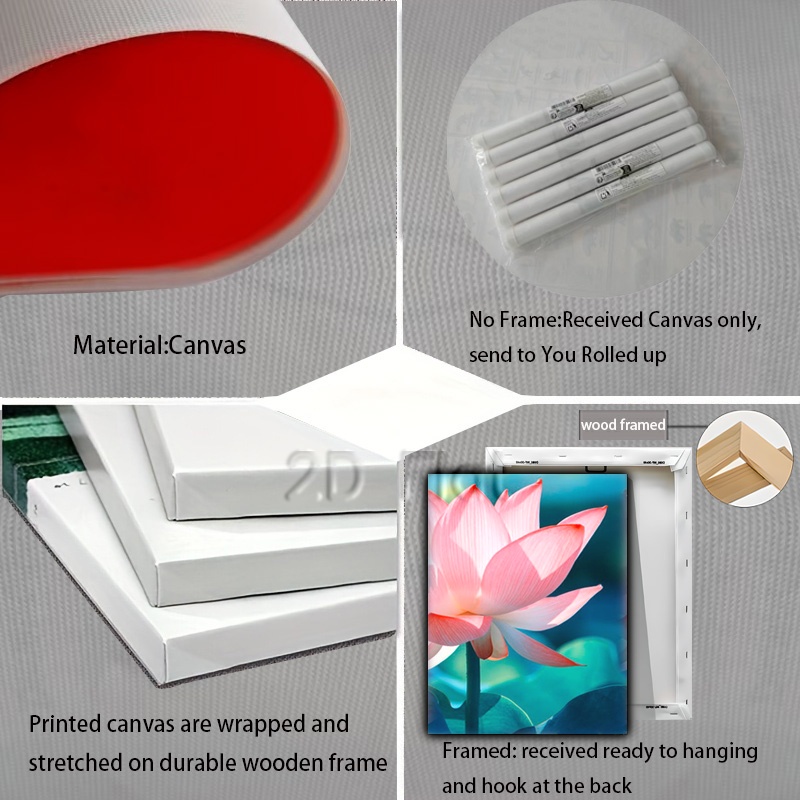 Material:Canvas
No Frame:Received Canvas only,
send to You Rolled up
wood framed
2D
Printed canvas are wrapped and
stretched on durable wooden frame
Framed: received ready to hanging
and hook at the back